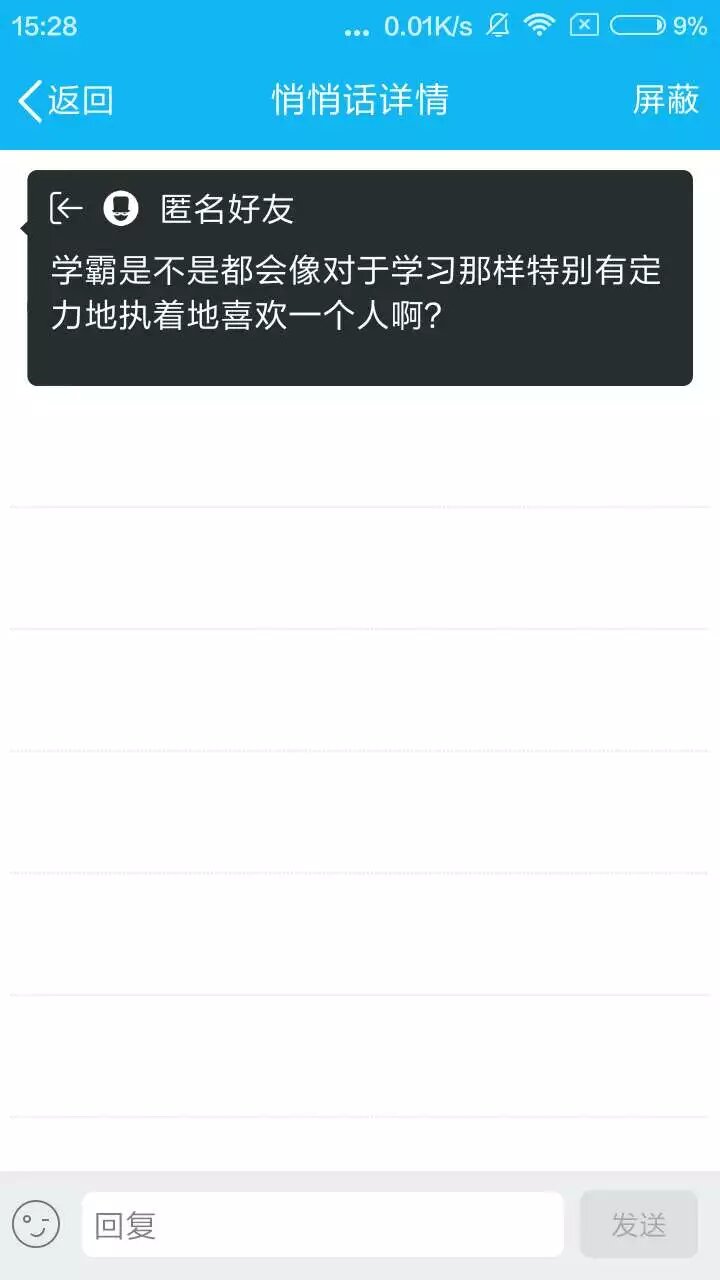 15:28 ... 0.01K/s 9%
返回 悄悄话详情 屏蔽
匿名好友
学霸是不是都会像对于学习那样特别有定
力地执着地喜欢一个人啊?
回复 发送